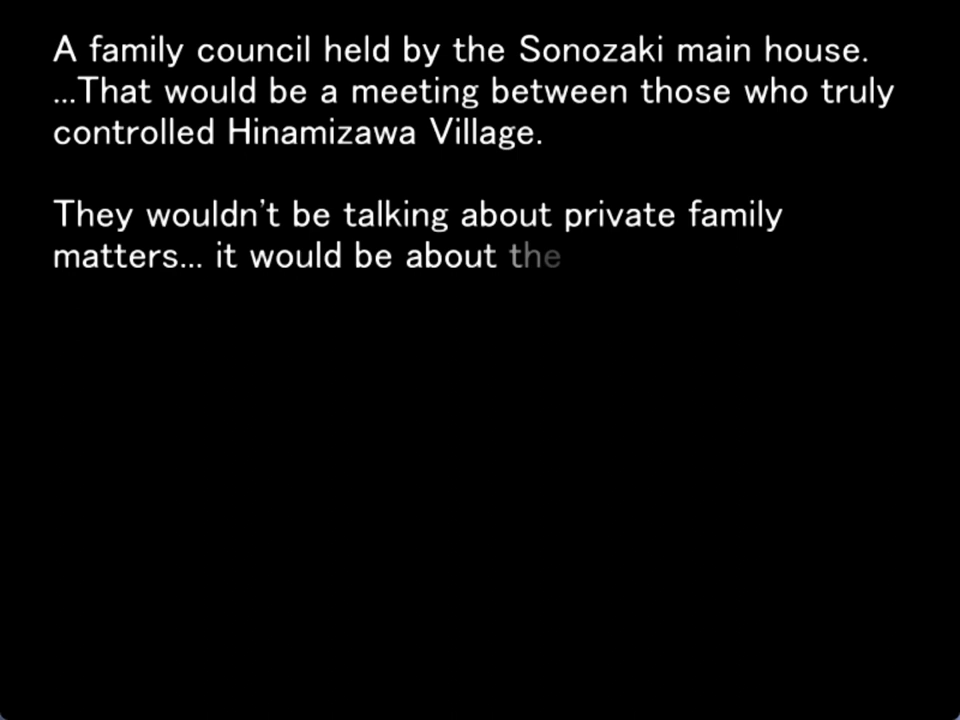 A family council held by the Sonozaki main house.
...That would be a meeting between those who truly
controlled Hinamizawa Village.
They wouldn't be talking about private family
matters... it would be about the